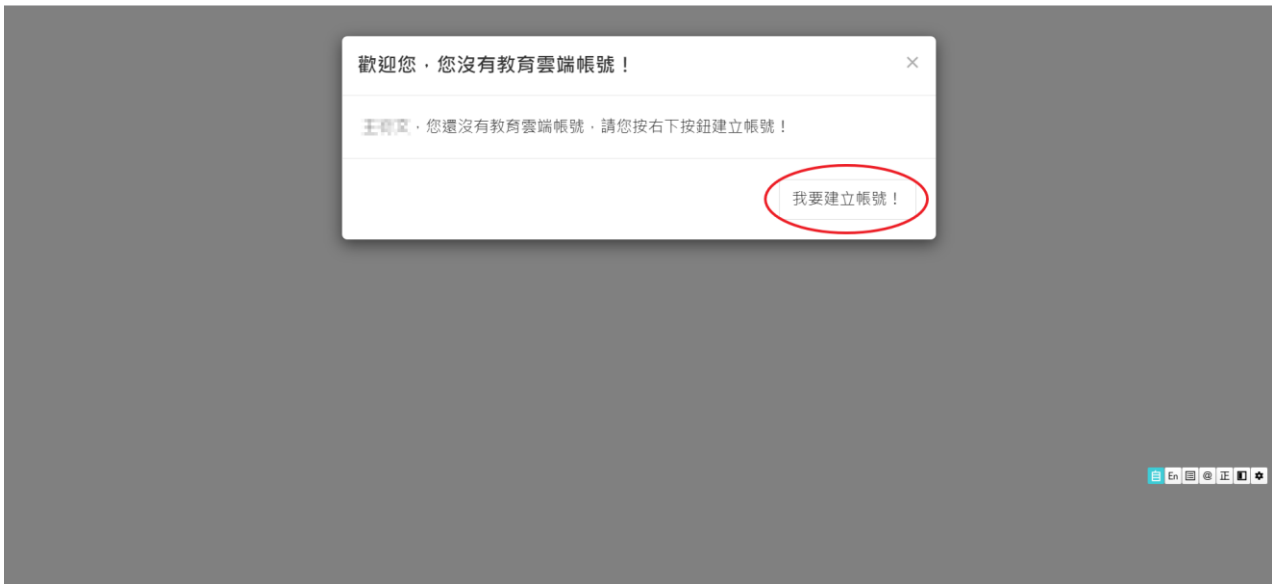 歡迎您，您沒有教育雲端帳號！
，您還沒有教育雲端帳號，請您按右下按鈕建立帳號！
我要建立帳號！
自 En @ 正